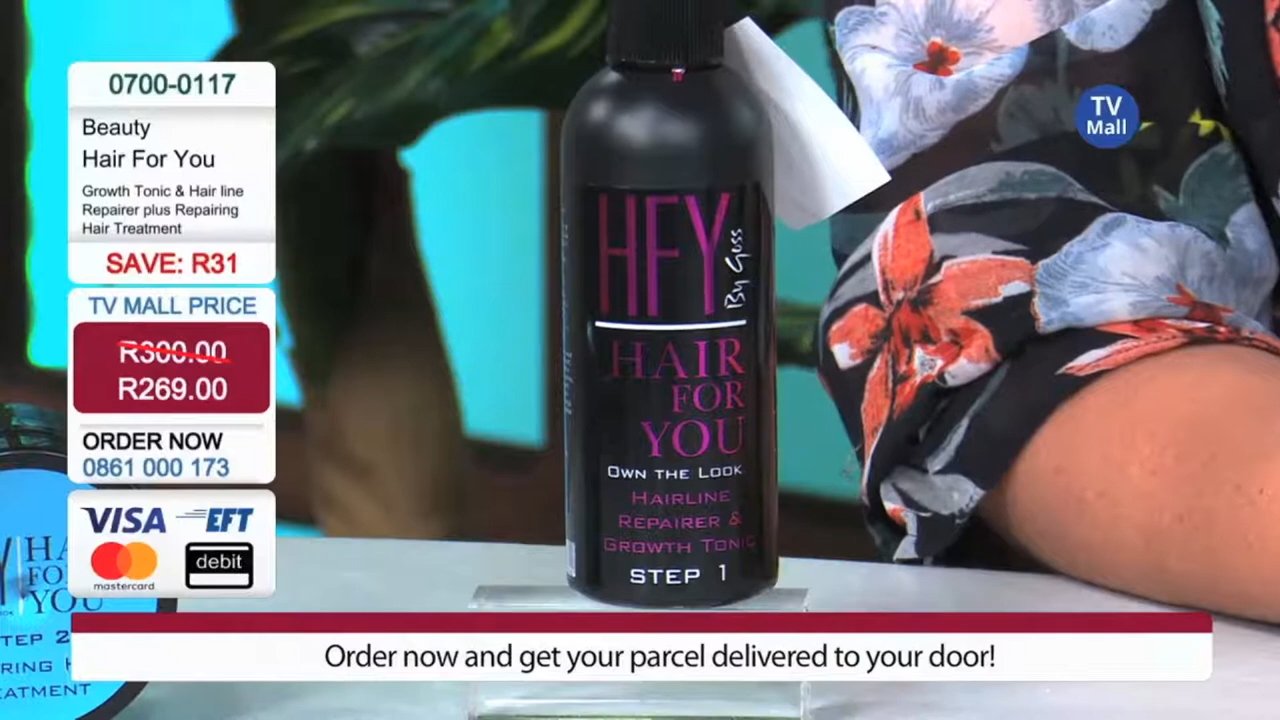 0700-0117
Beauty
Hair For You
Growth Tonic & Hair line
Repairer plus Repairing
Hair Treatment
SAVE: R31
TV MALL PRICE
R300.00
R269.00
ORDER NOW
0861 000 173
VISA EFT
mastercard debit
HFY
By Guss
HAIR
FOR
YOU
OWN THE LOOK
HAIRLINE
REPAIRER &
GROWTH TONIC
STEP 1
TV
Mall
YOU
STEP 2
Order now and get your parcel delivered to your door!